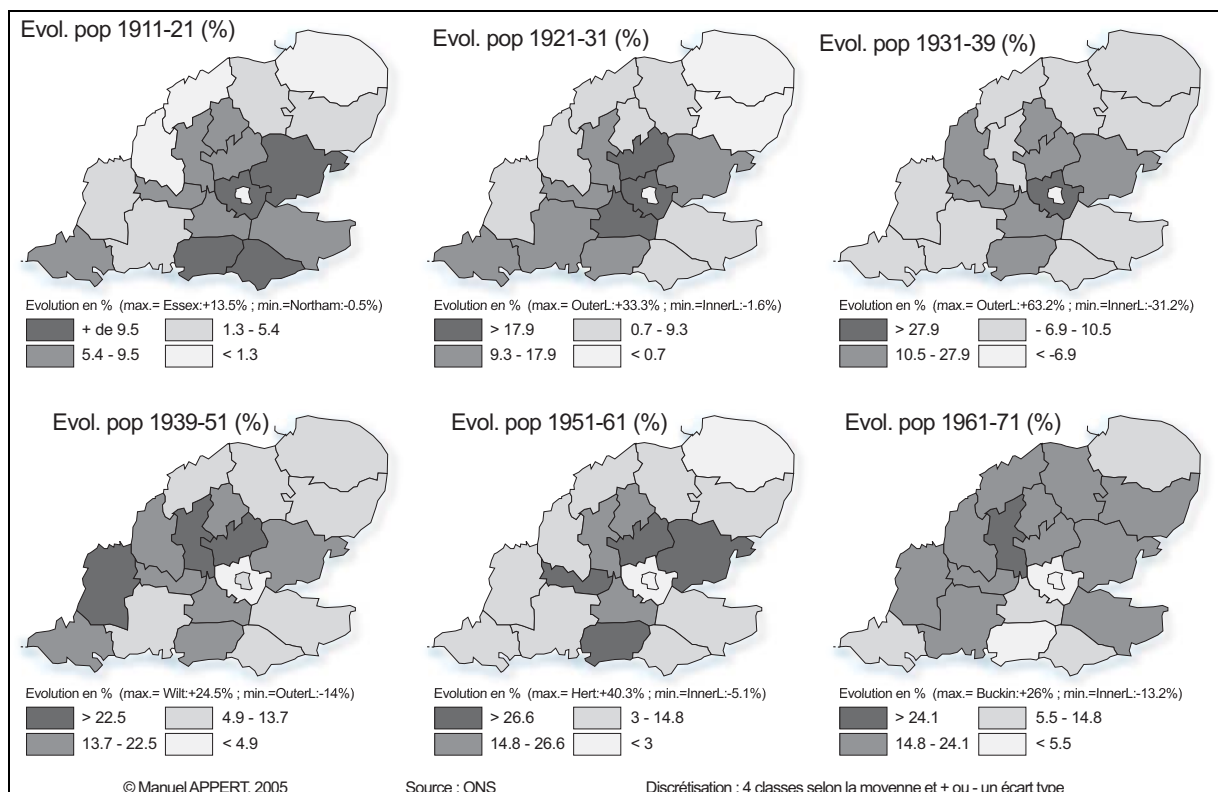 Evol. pop 1911-21 (%)
Evol. pop 1921-31 (%)
Evol. pop 1931-39 (%)
Evolution en % (max.= Essex:+13.5% ; min.=Northam:-0.5%)
+ de 9.5
1.3 - 5.4
5.4 - 9.5
< 1.3
Evolution en % (max.= OuterL:+33.3% ; min.=InnerL:-1.6%)
> 17.9
0.7 - 9.3
9.3 - 17.9
< 0.7
Evolution en % (max.= OuterL:+63.2% ; min.=InnerL:-31.2%)
> 27.9
- 6.9 - 10.5
10.5 - 27.9
< -6.9
Evol. pop 1939-51 (%)
Evol. pop 1951-61 (%)
Evol. pop 1961-71 (%)
Evolution en % (max.= Wilt:+24.5% ; min.=OuterL:-14%)
> 22.5
4.9 - 13.7
13.7 - 22.5
< 4.9
Evolution en % (max.= Hert:+40.3% ; min.=InnerL:-5.1%)
> 26.6
3 - 14.8
14.8 - 26.6
< 3
Evolution en % (max.= Buckin:+26% ; min.=InnerL:-13.2%)
> 24.1
5.5 - 14.8
14.8 - 24.1
< 5.5
© Manuel APPERT, 2005
Source : ONS
Discrétisation : 4 classes selon la moyenne et + ou - un écart type